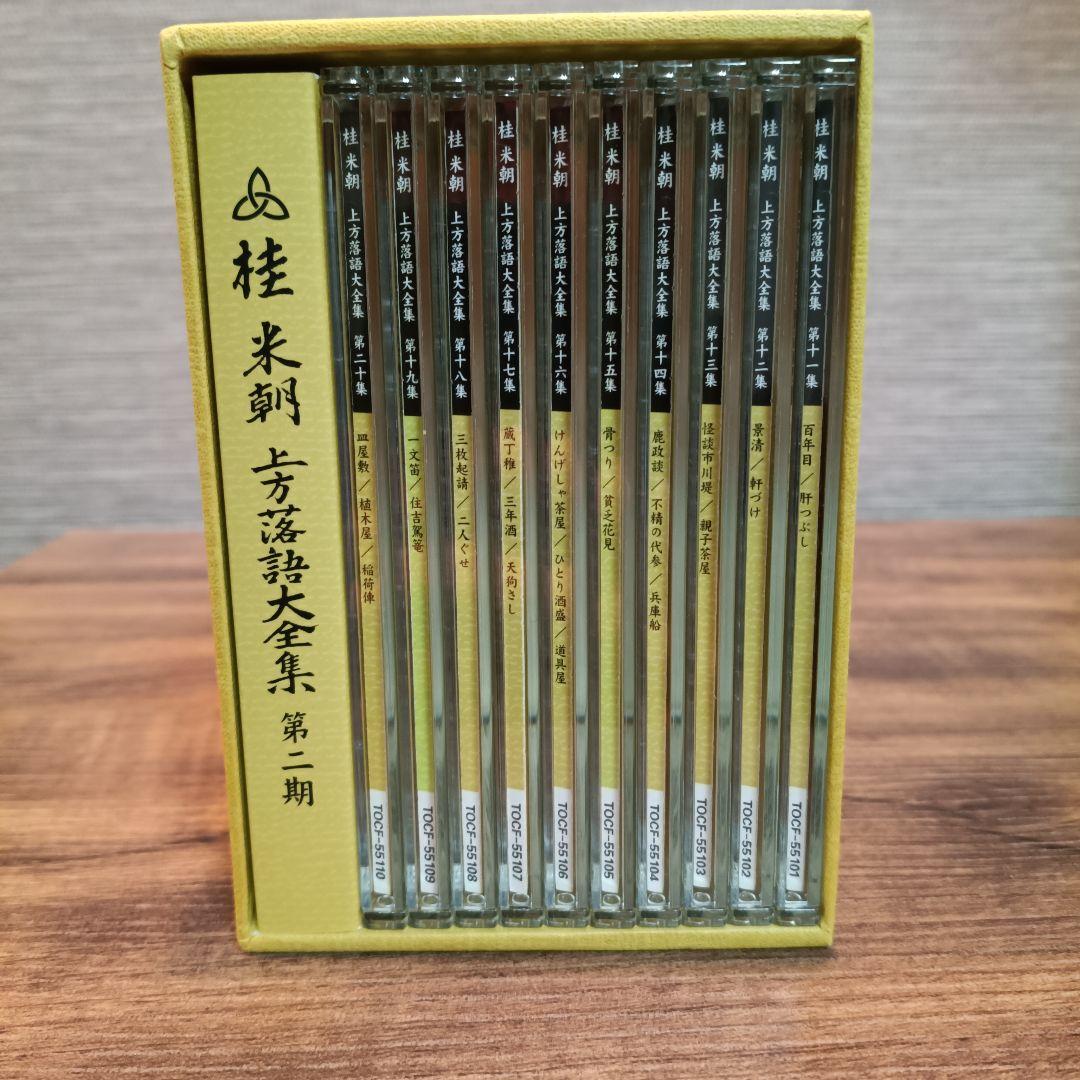 桂 米朝 上方落語大全集 第二期
桂 米朝 上方落語大全集 第二十集 皿屋敷／植木屋／稲荷俥 TOCF-55110
桂 米朝 上方落語大全集 第十九集 一文笛／住吉駕籠 TOCF-55109
桂 米朝 上方落語大全集 第十八集 三枚起請／二人ぐせ TOCF-55108
桂 米朝 上方落語大全集 第十七集 蔵丁稚／三年酒／天狗さし TOCF-55107
桂 米朝 上方落語大全集 第十六集 けんげしゃ茶屋／ひとり酒盛／道具屋 TOCF-55106
桂 米朝 上方落語大全集 第十五集 骨つり／貧乏花見 TOCF-55105
桂 米朝 上方落語大全集 第十四集 鹿政談／不精の代参／兵庫船 TOCF-55104
桂 米朝 上方落語大全集 第十三集 怪談市川堤／親子茶屋 TOCF-55103
桂 米朝 上方落語大全集 第十二集 景清／軒づけ TOCF-55102
桂 米朝 上方落語大全集 第十一集 百年目／肝つぶし TOCF-55101